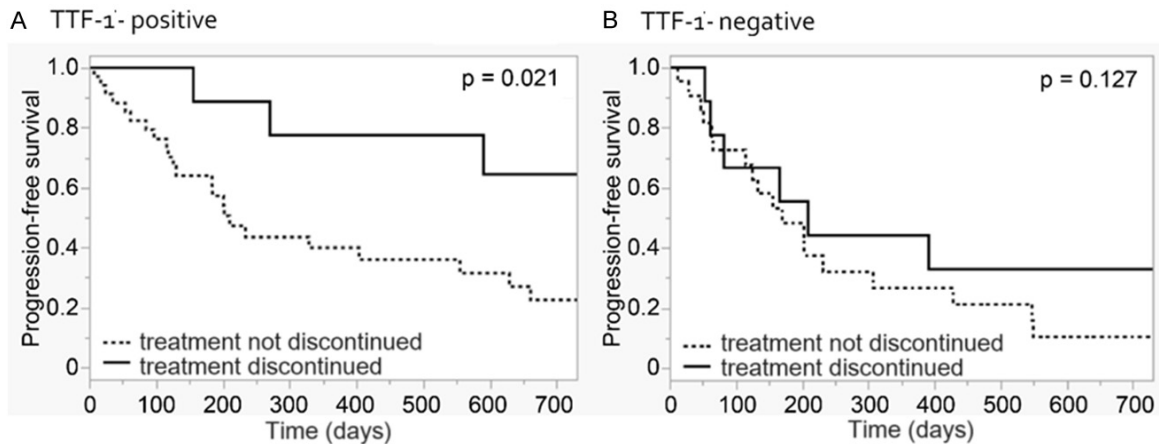 A TTF-1- positive
Progression-free survival
1.0
0.8
0.6
0.4
0.2
0
p = 0.021
treatment not discontinued
treatment discontinued
0 100 200 300 400 500 600 700
Time (days)
B TTF-1- negative
Progression-free survival
1.0
0.8
0.6
0.4
0.2
0
p = 0.127
treatment not discontinued
treatment discontinued
0 100 200 300 400 500 600 700
Time (days)